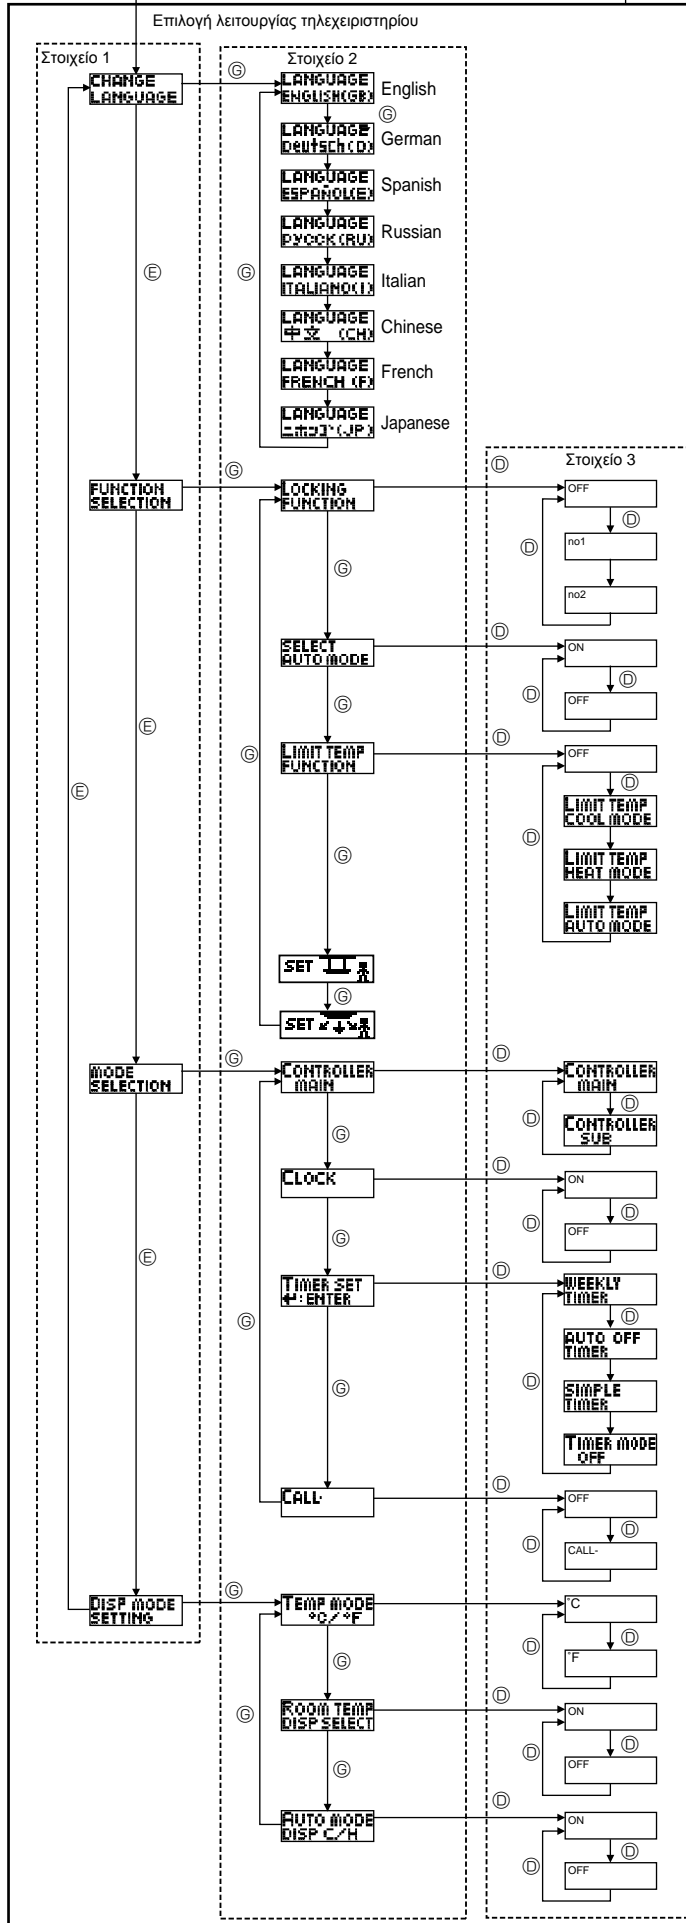 Επιλογή λειτουργίας τηλεχειριστηρίου
Στοιχείο 1
Στοιχείο 2
CHANGE
LANGUAGE
Ⓖ
LANGUAGE
ENGLISH(GB)
English
Ⓖ
LANGUAGE
Deutsch(D)
German
LANGUAGE
ESPAÑOL(E)
Spanish
LANGUAGE
РУССК(RU)
Russian
Ⓔ
Ⓖ
LANGUAGE
ITALIANO(I)
Italian
LANGUAGE
中文 (CH)
Chinese
LANGUAGE
FRENCH (F)
French
LANGUAGE
ニホンゴ(JP)
Japanese
Στοιχείο 3
FUNCTION
SELECTION
Ⓖ
LOCKING
FUNCTION
Ⓓ
OFF
Ⓓ
Ⓓ
no1
Ⓖ
no2
SELECT
AUTO MODE
Ⓓ
ON
Ⓓ
Ⓓ
OFF
Ⓖ
Ⓔ
Ⓖ
LIMIT TEMP
FUNCTION
Ⓓ
OFF
Ⓓ
Ⓔ
LIMIT TEMP
COOL MODE
Ⓓ
LIMIT TEMP
HEAT MODE
Ⓖ
LIMIT TEMP
AUTO MODE
SET
Ⓖ
SET
MODE
SELECTION
Ⓖ
CONTROLLER
MAIN
Ⓓ
CONTROLLER
MAIN
Ⓓ
Ⓓ
CONTROLLER
SUB
Ⓖ
CLOCK
Ⓓ
ON
Ⓓ
Ⓓ
OFF
Ⓖ
Ⓔ
TIMER SET
↵:ENTER
Ⓓ
WEEKLY
TIMER
Ⓓ
Ⓖ
AUTO OFF
TIMER
Ⓓ
Ⓖ
SIMPLE
TIMER
TIMER MODE
OFF
CALL-
Ⓓ
OFF
Ⓓ
Ⓓ
CALL-
DISP MODE
SETTING
Ⓖ
TEMP MODE
°C/°F
Ⓓ
°C
Ⓓ
Ⓓ
°F
Ⓖ
Ⓖ
ROOM TEMP
DISP SELECT
Ⓓ
ON
Ⓓ
Ⓓ
OFF
Ⓖ
AUTO MODE
DISP C/H
Ⓓ
ON
Ⓓ
Ⓓ
OFF